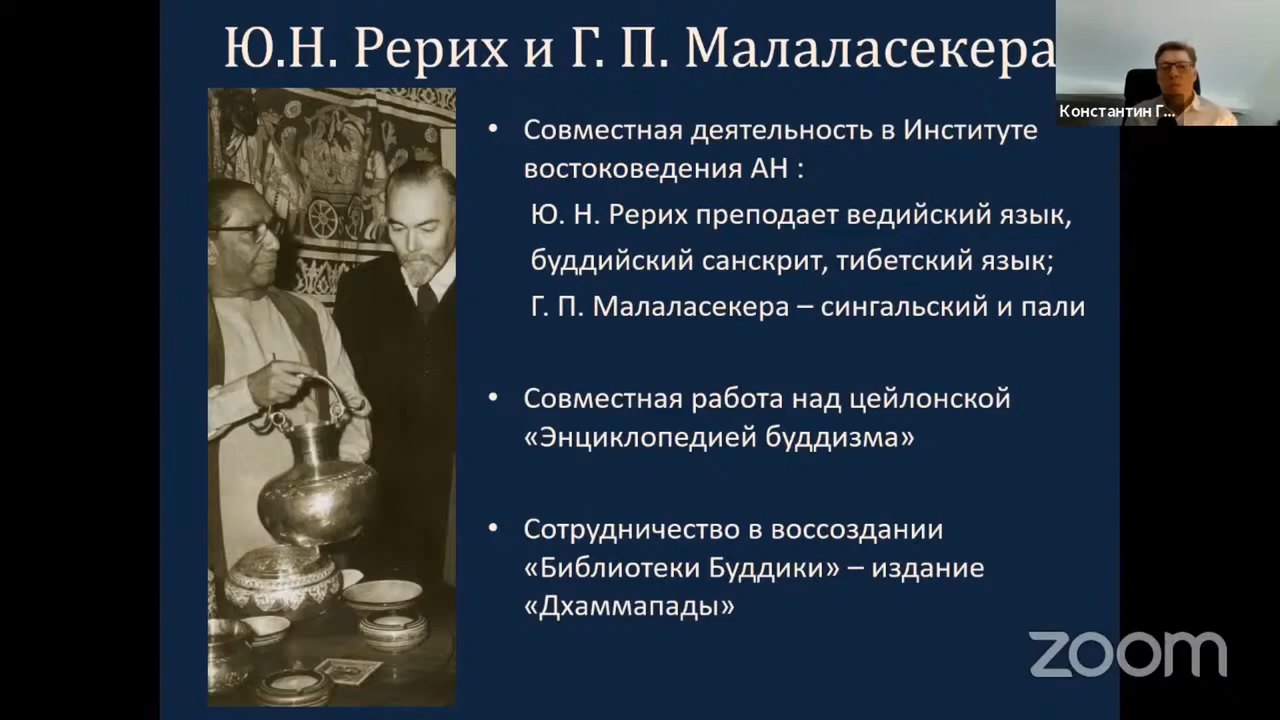 Ю.Н. Рерих и Г. П. Малаласекера
Константин Г...
• Совместная деятельность в Институте
востоковедения АН :
Ю. Н. Рерих преподает ведийский язык,
буддийский санскрит, тибетский язык;
Г. П. Малаласекера – сингальский и пали
• Совместная работа над цейлонской
«Энциклопедией буддизма»
• Сотрудничество в воссоздании
«Библиотеки Буддики» – издание
«Дхаммапады»
zoom